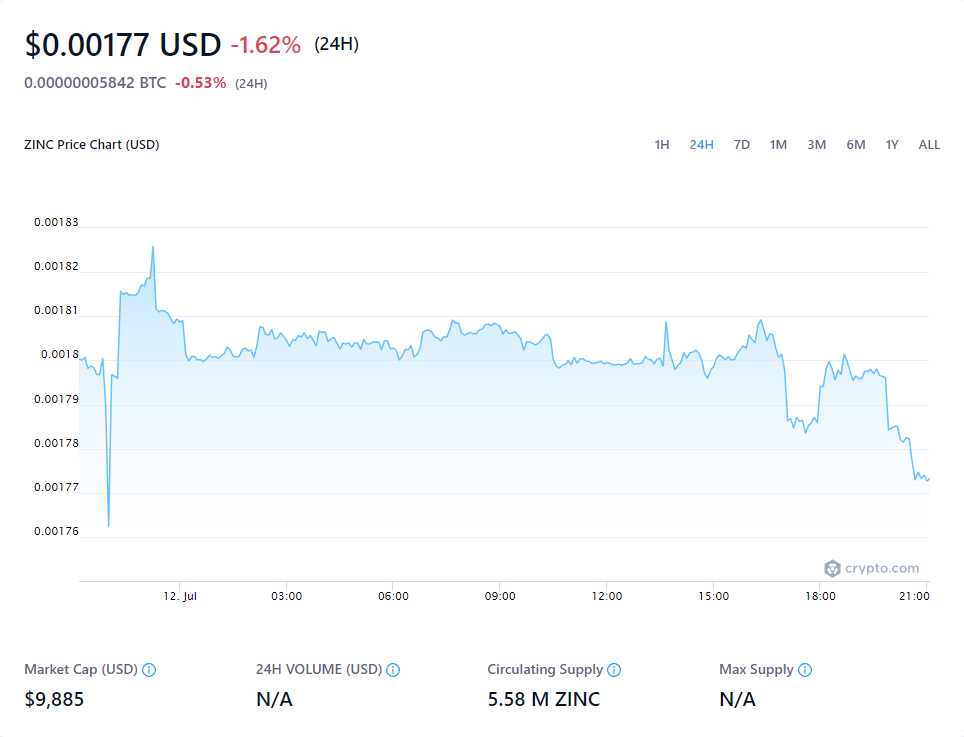 $0.00177 USD -1.62% (24H)
0.00000005842 BTC -0.53% (24H)
ZINC Price Chart (USD) 1H 24H 7D 1M 3M 6M 1Y ALL
0.00183
0.00182
0.00181
0.0018
0.00179
0.00178
0.00177
0.00176
crypto.com
12. Jul 03:00 06:00 09:00 12:00 15:00 18:00 21:00
Market Cap (USD) 24H VOLUME (USD) Circulating Supply Max Supply
$9,885 N/A 5.58 M ZINC N/A